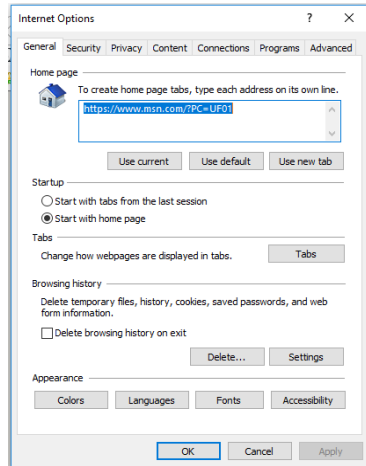 Internet Options ? X
General Security Privacy Content Connections Programs Advanced
Home page
To create home page tabs, type each address on its own line.
https://www.msn.com/?PC=UF01
Use current Use default Use new tab
Startup
Start with tabs from the last session
Start with home page
Tabs
Change how webpages are displayed in tabs. Tabs
Browsing history
Delete temporary files, history, cookies, saved passwords, and web
form information.
Delete browsing history on exit
Delete... Settings
Appearance
Colors Languages Fonts Accessibility
OK Cancel Apply